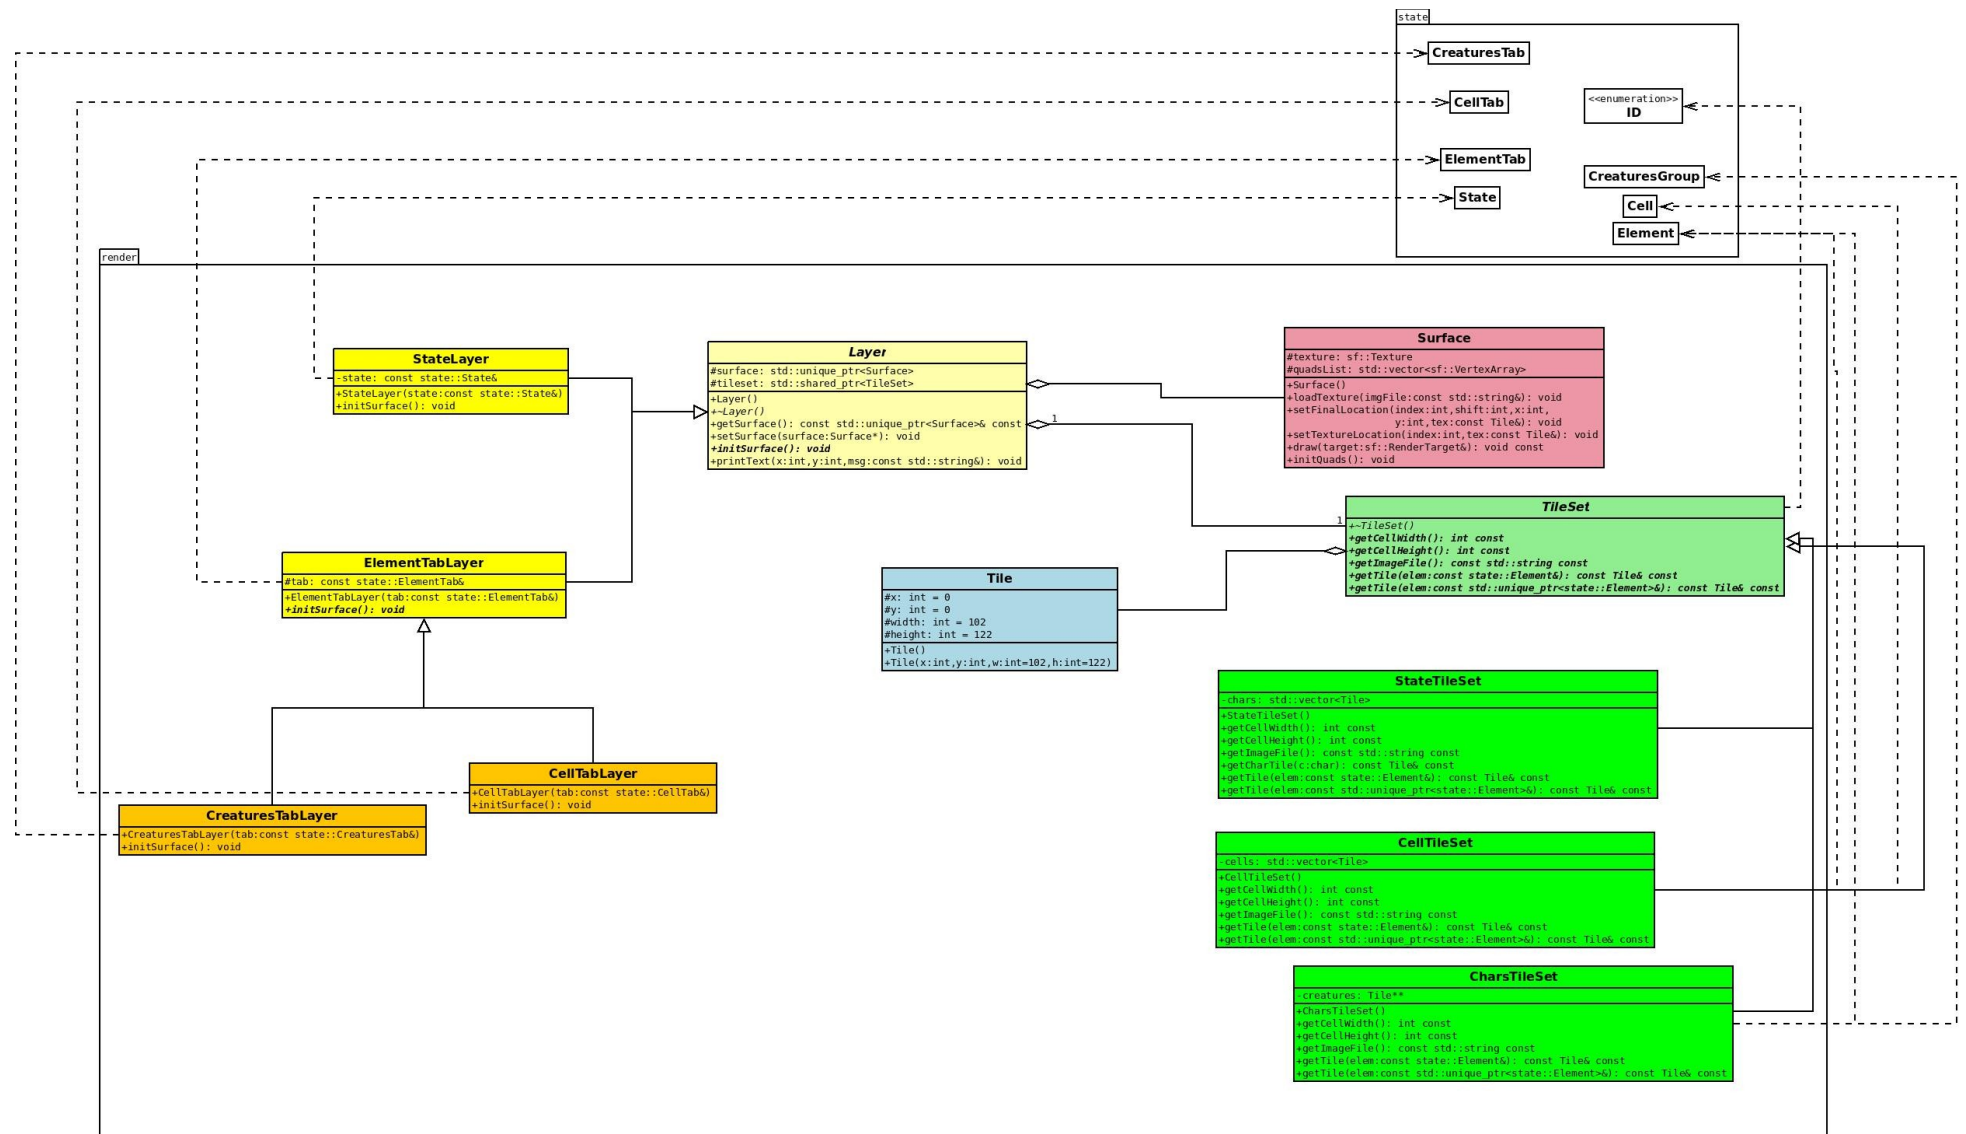 state
CreaturesTab
CellTab
<<enumeration>>
ID
ElementTab
CreaturesGroup
State
Cell
Element
render
StateLayer
-state: const state::State&
+StateLayer(state:const state::State&)
+initSurface(): void
Layer
#surface: std::unique_ptr<Surface>
#tileset: std::shared_ptr<TileSet>
+Layer()
+~Layer()
+getSurface(): const std::unique_ptr<Surface>& const
+setSurface(surface:Surface*): void
+initSurface(): void
+printText(x:int,y:int,msg:const std::string&): void
1
Surface
#texture: sf::Texture
#quadsList: std::vector<sf::VertexArray>
+Surface()
+loadTexture(imgFile:const std::string&): void
+setFinalLocation(index:int,shift:int,x:int,
y:int,tex:const Tile&): void
+setTextureLocation(index:int,tex:const Tile&): void
+draw(target:sf::RenderTarget&): void const
+initQuads(): void
1
TileSet
+~TileSet()
+getCellWidth(): int const
+getCellHeight(): int const
+getImageFile(): const std::string const
+getTile(elem:const state::Element&): const Tile& const
+getTile(elem:const std::unique_ptr<state::Element>&): const Tile& const
ElementTabLayer
#tab: const state::ElementTab&
+ElementTabLayer(tab:const state::ElementTab&)
+initSurface(): void
Tile
#x: int = 0
#y: int = 0
#width: int = 102
#height: int = 122
+Tile()
+Tile(x:int,y:int,w:int=102,h:int=122)
StateTileSet
-chars: std::vector<Tile>
+StateTileSet()
+getCellWidth(): int const
+getCellHeight(): int const
+getImageFile(): const std::string const
+getCharTile(c:char): const Tile& const
+getTile(elem:const state::Element&): const Tile& const
+getTile(elem:const std::unique_ptr<state::Element>&): const Tile& const
CellTabLayer
+CellTabLayer(tab:const state::CellTab&)
+initSurface(): void
CreaturesTabLayer
+CreaturesTabLayer(tab:const state::CreaturesTab&)
+initSurface(): void
CellTileSet
-cells: std::vector<Tile>
+CellTileSet()
+getCellWidth(): int const
+getCellHeight(): int const
+getImageFile(): const std::string const
+getTile(elem:const state::Element&): const Tile& const
+getTile(elem:const std::unique_ptr<state::Element>&): const Tile& const
CharsTileSet
-creatures: Tile**
+CharsTileSet()
+getCellWidth(): int const
+getCellHeight(): int const
+getImageFile(): const std::string const
+getTile(elem:const state::Element&): const Tile& const
+getTile(elem:const std::unique_ptr<state::Element>&): const Tile& const